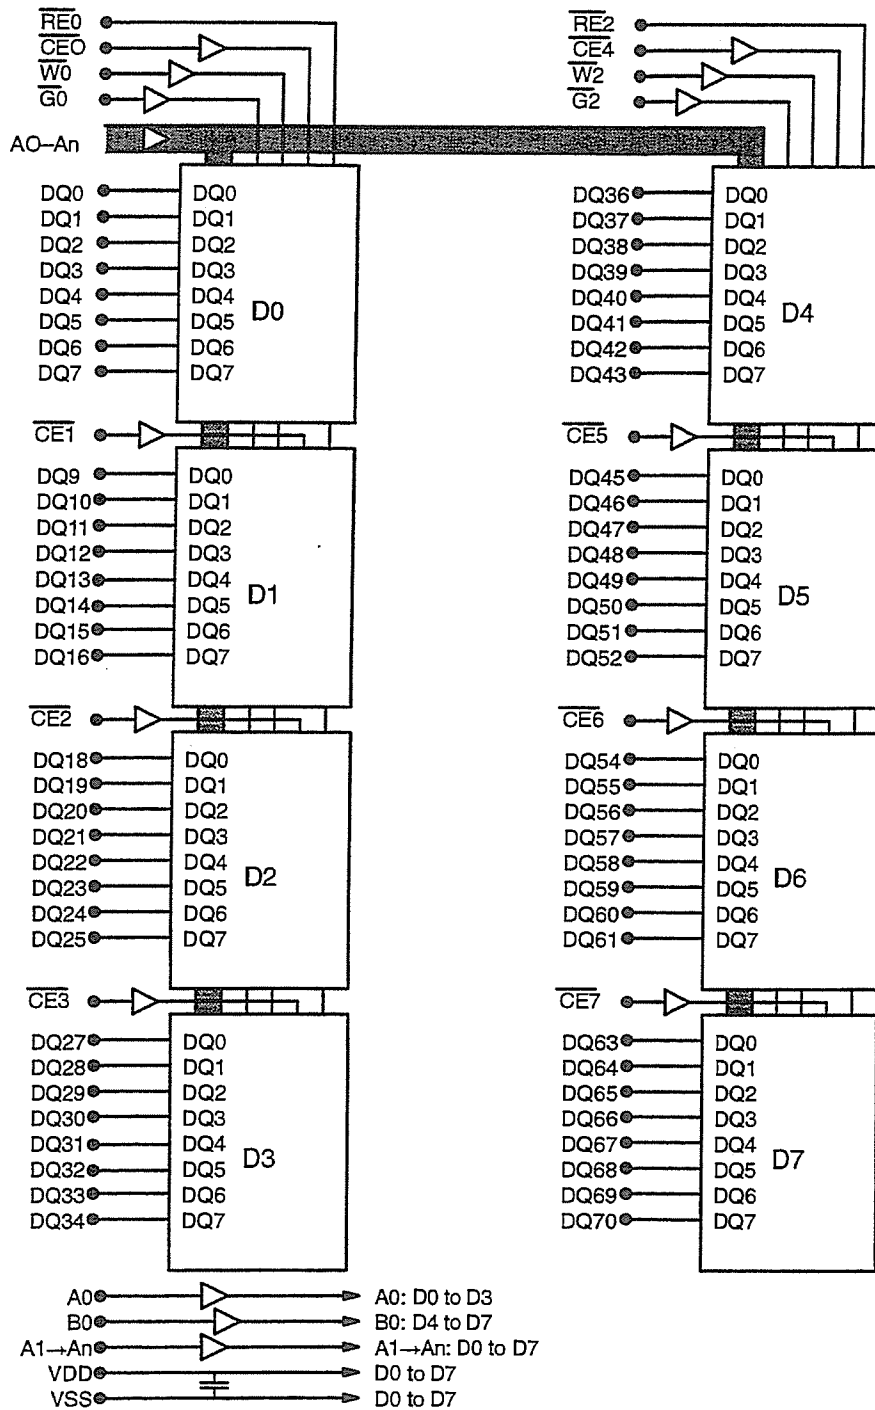 RE0
CEO
W0
G0
AO–An
DQ0 DQ0
DQ1 DQ1
DQ2 DQ2
DQ3 DQ3
DQ4 DQ4
DQ5 DQ5
DQ6 DQ6
DQ7 DQ7
D0
CE1
DQ9 DQ0
DQ10 DQ1
DQ11 DQ2
DQ12 DQ3
DQ13 DQ4
DQ14 DQ5
DQ15 DQ6
DQ16 DQ7
D1
CE2
DQ18 DQ0
DQ19 DQ1
DQ20 DQ2
DQ21 DQ3
DQ22 DQ4
DQ23 DQ5
DQ24 DQ6
DQ25 DQ7
D2
CE3
DQ27 DQ0
DQ28 DQ1
DQ29 DQ2
DQ30 DQ3
DQ31 DQ4
DQ32 DQ5
DQ33 DQ6
DQ34 DQ7
D3
RE2
CE4
W2
G2
DQ36 DQ0
DQ37 DQ1
DQ38 DQ2
DQ39 DQ3
DQ40 DQ4
DQ41 DQ5
DQ42 DQ6
DQ43 DQ7
D4
CE5
DQ45 DQ0
DQ46 DQ1
DQ47 DQ2
DQ48 DQ3
DQ49 DQ4
DQ50 DQ5
DQ51 DQ6
DQ52 DQ7
D5
CE6
DQ54 DQ0
DQ55 DQ1
DQ56 DQ2
DQ57 DQ3
DQ58 DQ4
DQ59 DQ5
DQ60 DQ6
DQ61 DQ7
D6
CE7
DQ63 DQ0
DQ64 DQ1
DQ65 DQ2
DQ66 DQ3
DQ67 DQ4
DQ68 DQ5
DQ69 DQ6
DQ70 DQ7
D7
A0 A0: D0 to D3
B0 B0: D4 to D7
A1→An A1→An: D0 to D7
VDD D0 to D7
VSS D0 to D7